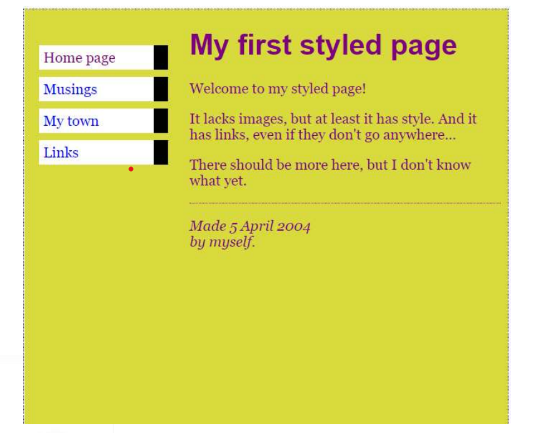 My first styled page
Home page
Musings
My town
Links
Welcome to my styled page!
It lacks images, but at least it has style. And it
has links, even if they don't go anywhere…
There should be more here, but I don't know
what yet.
Made 5 April 2004
by myself.